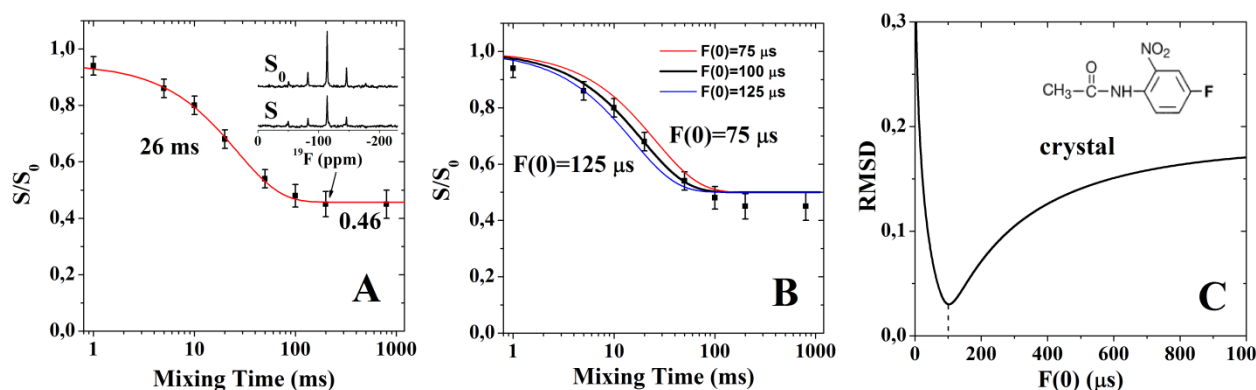 1,0
0,8
0,6
0,4
0,2
0,0
S/S0
1
10
100
1000
Mixing Time (ms)
26 ms
0.46
A
S0
S
0
-100
-200
19F (ppm)
1,0
0,8
0,6
0,4
0,2
0,0
S/S0
1
10
100
1000
Mixing Time (ms)
F(0)=75 μs
F(0)=100 μs
F(0)=125 μs
F(0)=75 μs
F(0)=125 μs
B
0,3
0,2
0,1
0,0
RMSD
0
200
400
600
800
1000
F(0) (μs)
NO2
O
CH3
NH
F
crystal
C